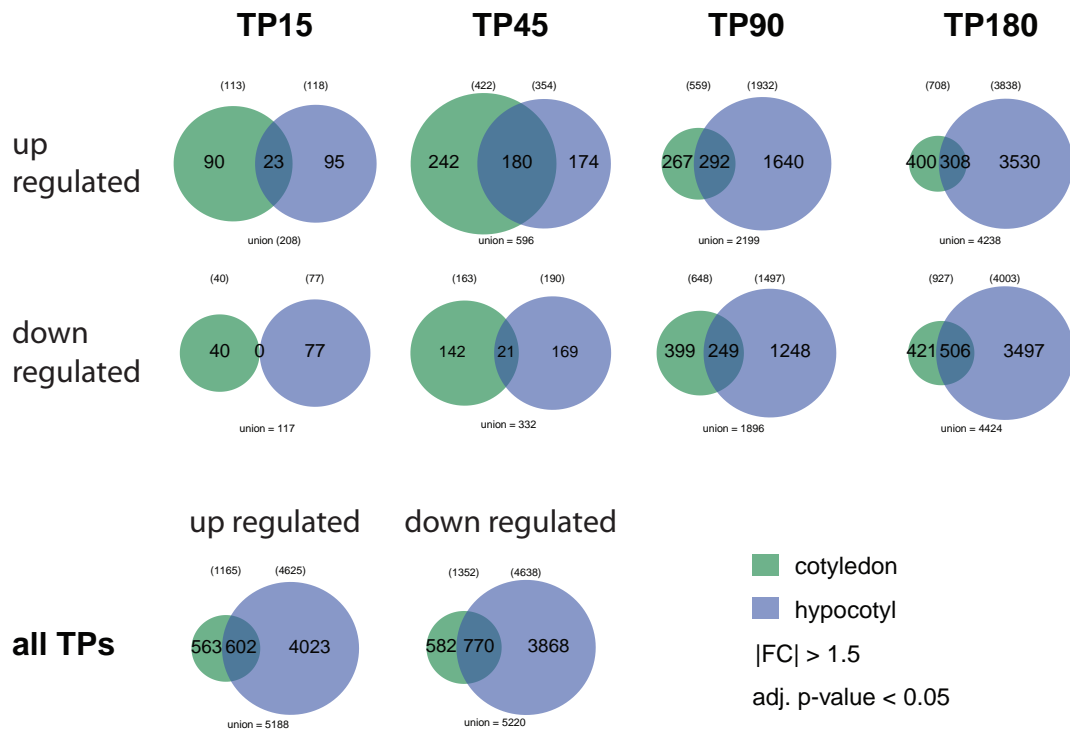 TP15 TP45 TP90 TP180
(113) (118) (422) (354) (559) (1932) (708) (3838)
up
regulated
90 23 95 242 180 174 267 292 1640 400 308 3530
union (208) union = 596 union = 2199 union = 4238
(40) (77) (163) (190) (648) (1497) (927) (4003)
down
regulated
40 0 77 142 21 169 399 249 1248 421 506 3497
union = 117 union = 332 union = 1896 union = 4424
up regulated down regulated
(1165) (4625) (1352) (4638)
all TPs
563 602 4023 582 770 3868
union = 5188 union = 5220
cotyledon
hypocotyl
|FC| > 1.5
adj. p-value < 0.05